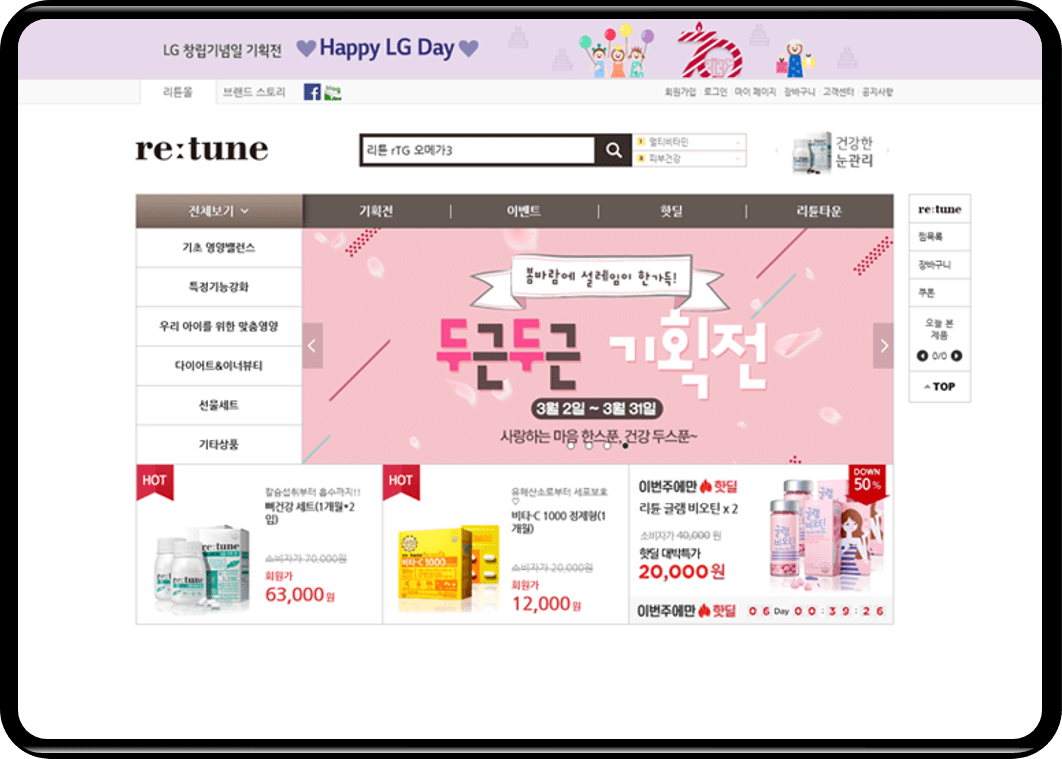 LG 창립기념일 기획전 Happy LG Day
리튠몰 브랜드 스토리
회원가입 로그인 마이 페이지 장바구니 고객센터 공지사항
re:tune
리튠 rTG 오메가3
1 멀티비타민
피부건강
건강한
눈관리
전체보기 기획전 이벤트 핫딜 리튠타운
기초 영양밸런스
특정기능강화
우리 아이를 위한 맞춤영양
다이어트&이너뷰티
선물세트
기타상품
봄바람에 설레임이 한가득!
두근두근 기획전
3월 2일 ~ 3월 31일
사랑하는 마음 한스푼, 건강 두스푼~
re:tune
찜목록
장바구니
쿠폰
오늘 본
제품
0/0
TOP
HOT
칼슘섭취부터 흡수까지!!
뼈건강 세트(1개월*2
입)
소비자가 70,000원
회원가
63,000원
re:tune
re:tune
HOT
유해산소로부터 세포보호
♡
비타-C 1000 정제형(1
개월)
소비자가 20,000원
회원가
12,000원
비타-C 1000
이번주에만 핫딜
리튠 글램 비오틴 x 2
소비자가 40,000 원
핫딜 대박특가
20,000원
DOWN
50%
글램
비오틴
이번주에만 핫딜 06 Day 00:39:26